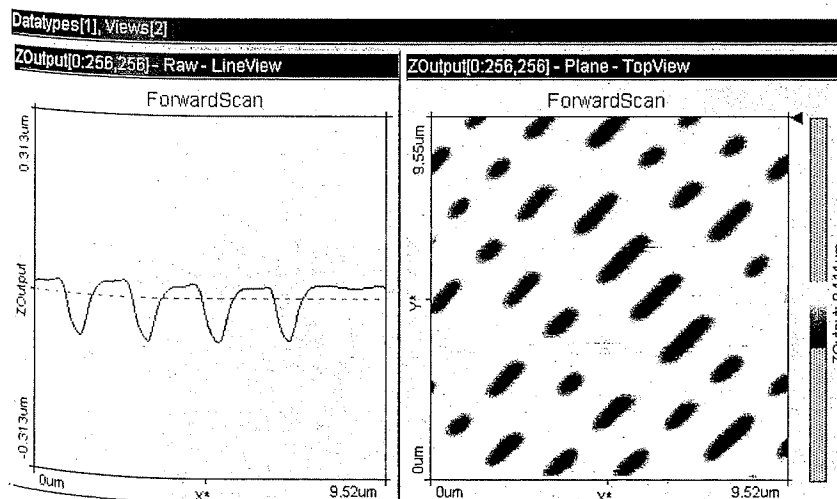 Datatypes[1], Views[2]
ZOutput[0:256,256] - Raw - LineView
ForwardScan
0.313um
ZOutput
-0.313um
0um
X*
9.52um
ZOutput[0:256,256] - Plane - TopView
ForwardScan
9.55um
Y*
0um
0um
X*
9.52um